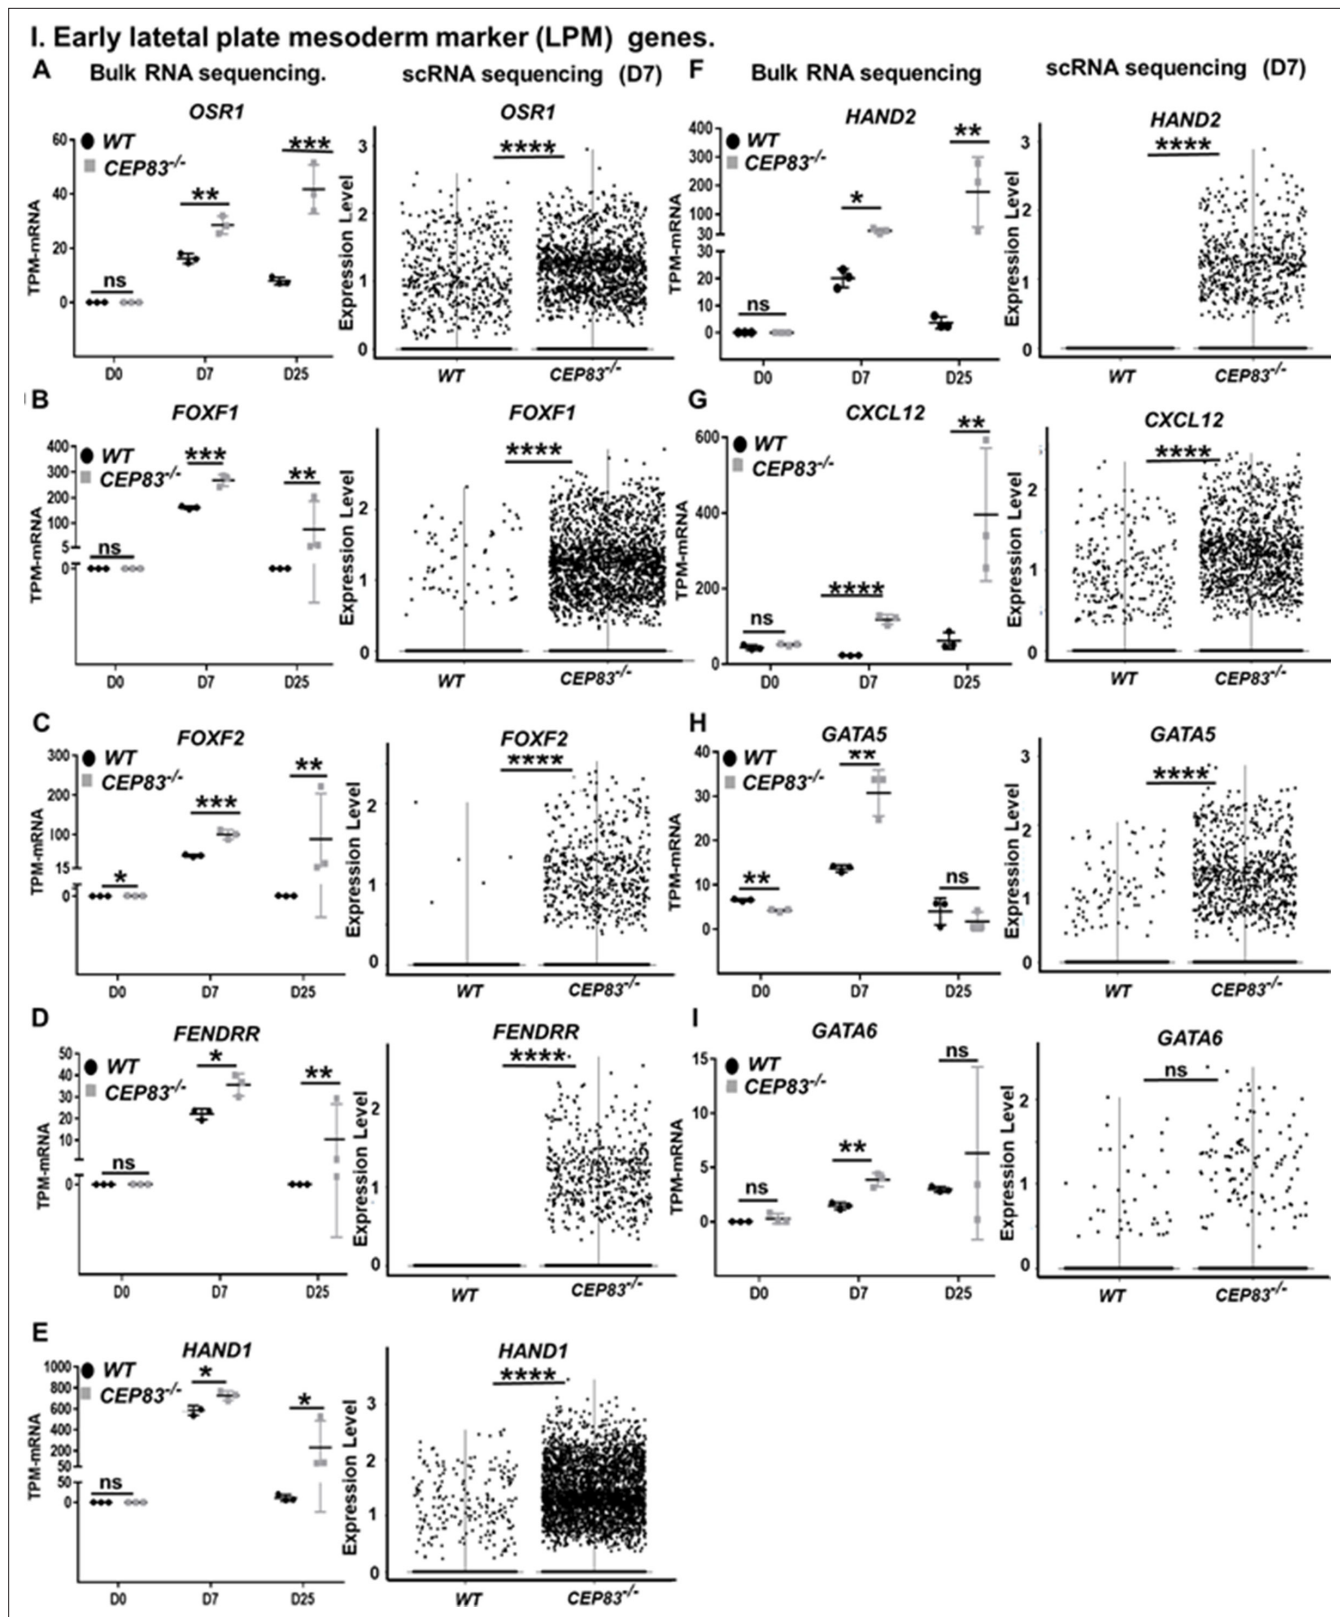 I. Early latetal plate mesoderm marker (LPM) genes.
A
Bulk RNA sequencing.
scRNA sequencing (D7)
OSR1
OSR1
WT
CEP83-/-
TPM-mRNA
60
40
20
0
ns
**
***
D0
D7
D25
Expression Level
3
2
1
0
****
WT
CEP83-/-
B
FOXF1
FOXF1
WT
CEP83-/-
TPM-mRNA
400
300
200
100
5
0
ns
***
**
D0
D7
D25
Expression Level
2
1
0
****
WT
CEP83-/-
C
FOXF2
FOXF2
WT
CEP83-/-
TPM-mRNA
300
200
100
15
0
*
***
**
D0
D7
D25
Expression Level
2
1
0
****
WT
CEP83-/-
D
FENDRR
FENDRR
WT
CEP83-/-
TPM-mRNA
50
40
30
20
10
0
ns
*
**
D0
D7
D25
Expression Level
2
1
0
****
WT
CEP83-/-
E
HAND1
HAND1
WT
CEP83-/-
TPM-mRNA
1000
800
600
400
200
50
50
0
ns
*
*
D0
D7
D25
Expression Level
3
2
1
0
****
WT
CEP83-/-
F
Bulk RNA sequencing
scRNA sequencing (D7)
HAND2
HAND2
WT
CEP83-/-
TPM-mRNA
400
300
200
100
30
30
20
10
0
ns
*
**
D0
D7
D25
Expression Level
3
2
1
0
****
WT
CEP83-/-
G
CXCL12
CXCL12
WT
CEP83-/-
TPM-mRNA
600
400
200
0
ns
****
**
D0
D7
D25
Expression Level
2
1
0
****
WT
CEP83-/-
H
GATA5
GATA5
WT
CEP83-/-
TPM-mRNA
40
30
20
10
0
**
**
ns
D0
D7
D25
Expression Level
3
2
1
0
****
WT
CEP83-/-
I
GATA6
GATA6
WT
CEP83-/-
TPM-mRNA
15
10
5
0
ns
**
ns
D0
D7
D25
Expression Level
2
1
0
ns
WT
CEP83-/-